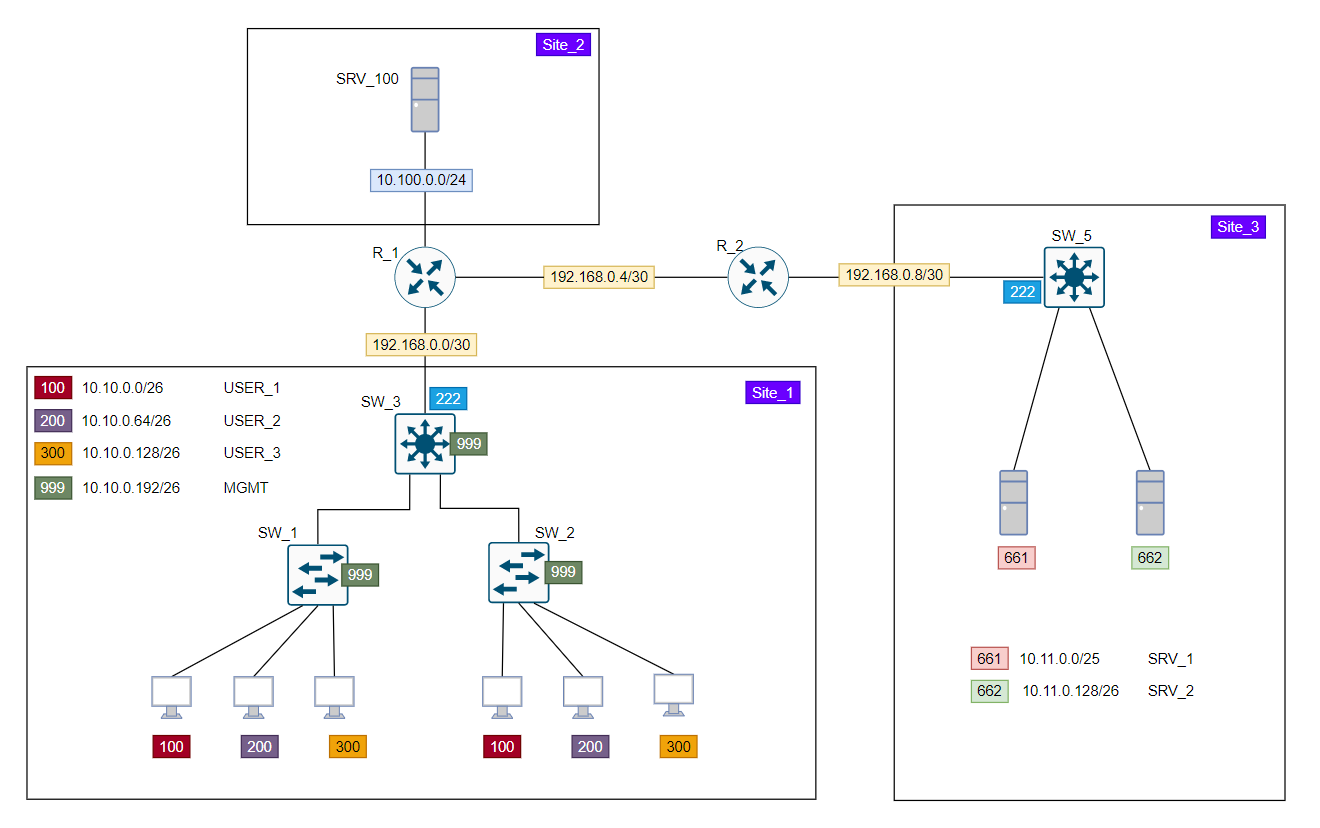 Site_2
SRV_100
10.100.0.0/24
R_1
192.168.0.4/30
R_2
192.168.0.8/30
Site_3
SW_5
222
192.168.0.0/30
100 10.10.0.0/26 USER_1
200 10.10.0.64/26 USER_2
300 10.10.0.128/26 USER_3
999 10.10.0.192/26 MGMT
Site_1
SW_3
222
999
SW_1
999
SW_2
999
100 200 300
100 200 300
661 662
661 10.11.0.0/25 SRV_1
662 10.11.0.128/26 SRV_2